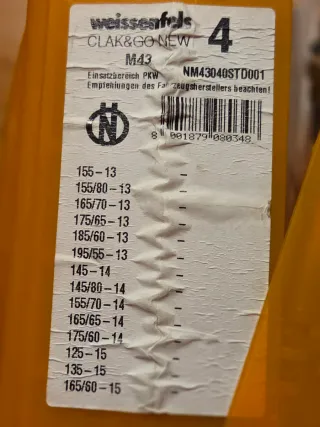 weissenfels
CLAK&GO NEW 4
M43
Einsatzbereich PKW NM43040STD001
Empfehlungen des Fahrzeugherstellers beachten!
N
8 001879 080348
155-13 -
155/80-13 -
165/70-13 -
175/65-13 -
185/60-13 -
195/55-13 -
145-14 -
145/80-14 -
155/70-14 -
165/65-14 -
175/60-14 -
125-15 -
135-15 -
165/60-15 -